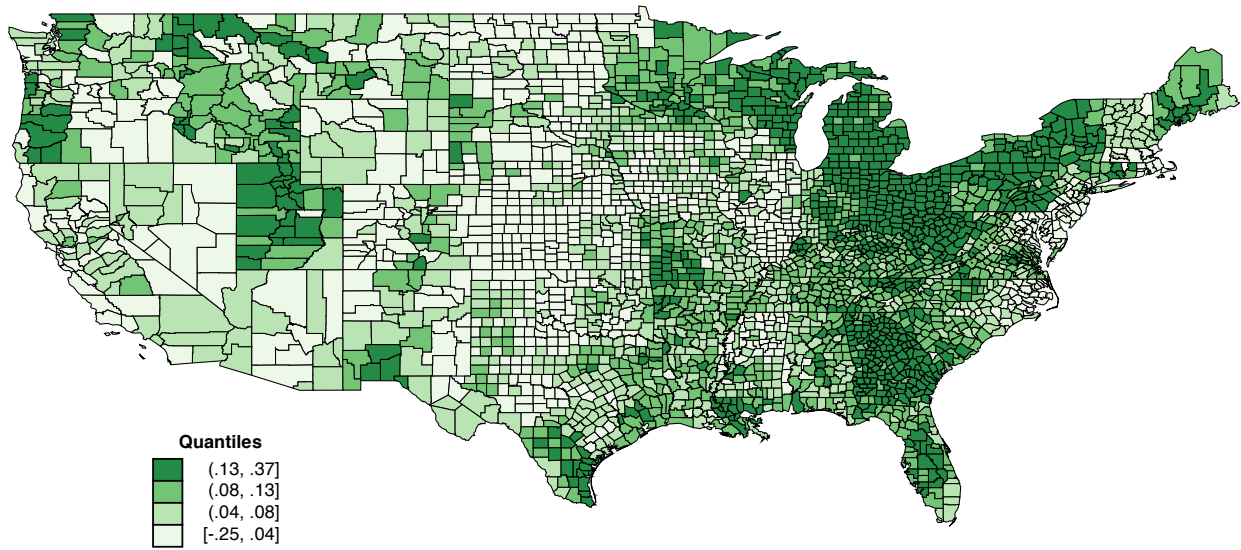 Quantiles
(.13, .37]
(.08, .13]
(.04, .08]
[-.25, .04]